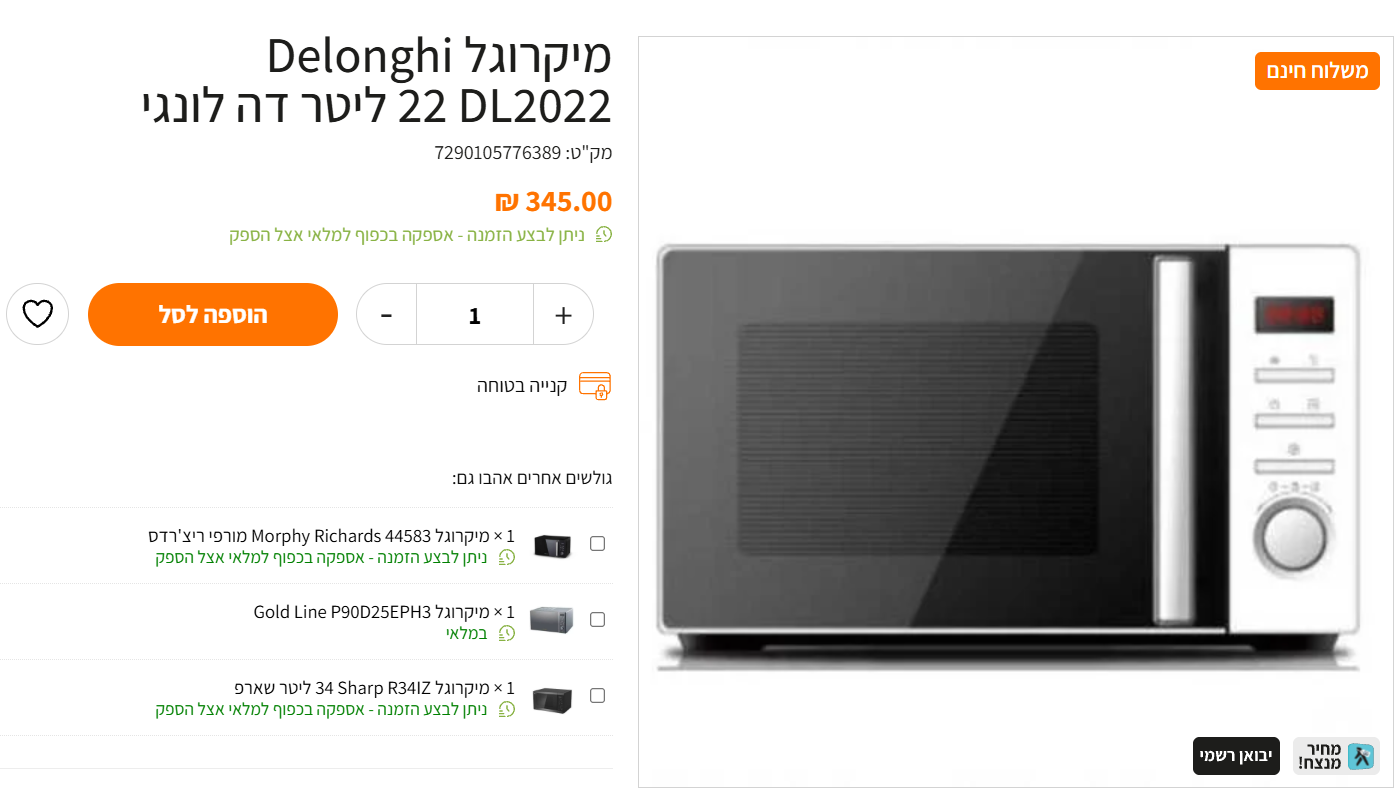 משלוח חינם
מיקרוגל Delonghi
DL2022 22 ליטר דה לונגי
מק"ט: 7290105776389
345.00 ₪
ניתן לבצע הזמנה - אספקה בכפוף למלאי אצל הספק
+ 1 -
הוספה לסל
קנייה בטוחה
גולשים אחרים אהבו גם:
1 × מיקרוגל Morphy Richards 44583 מורפי ריצ'רדס
ניתן לבצע הזמנה - אספקה בכפוף למלאי אצל הספק
1 × מיקרוגל Gold Line P90D25EPH3
במלאי
1 × מיקרוגל Sharp R34IZ 34 ליטר שארפ
ניתן לבצע הזמנה - אספקה בכפוף למלאי אצל הספק
מחיר
מנצח!
יבואן רשמי